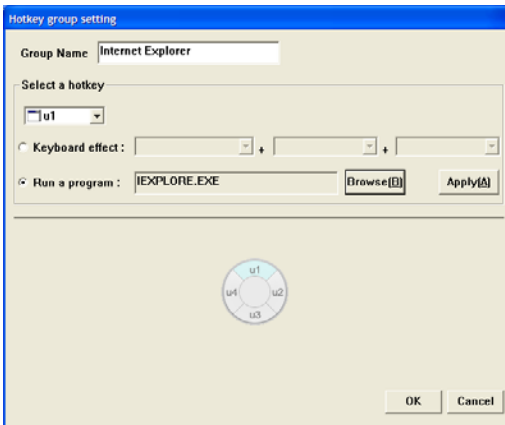 Hotkey group setting
Group Name Internet Explorer
Select a hotkey
u1
Keyboard effect : + +
Run a program : IEXPLORE.EXE Browse(B) Apply(A)
u1
u4 u2
u3
OK Cancel